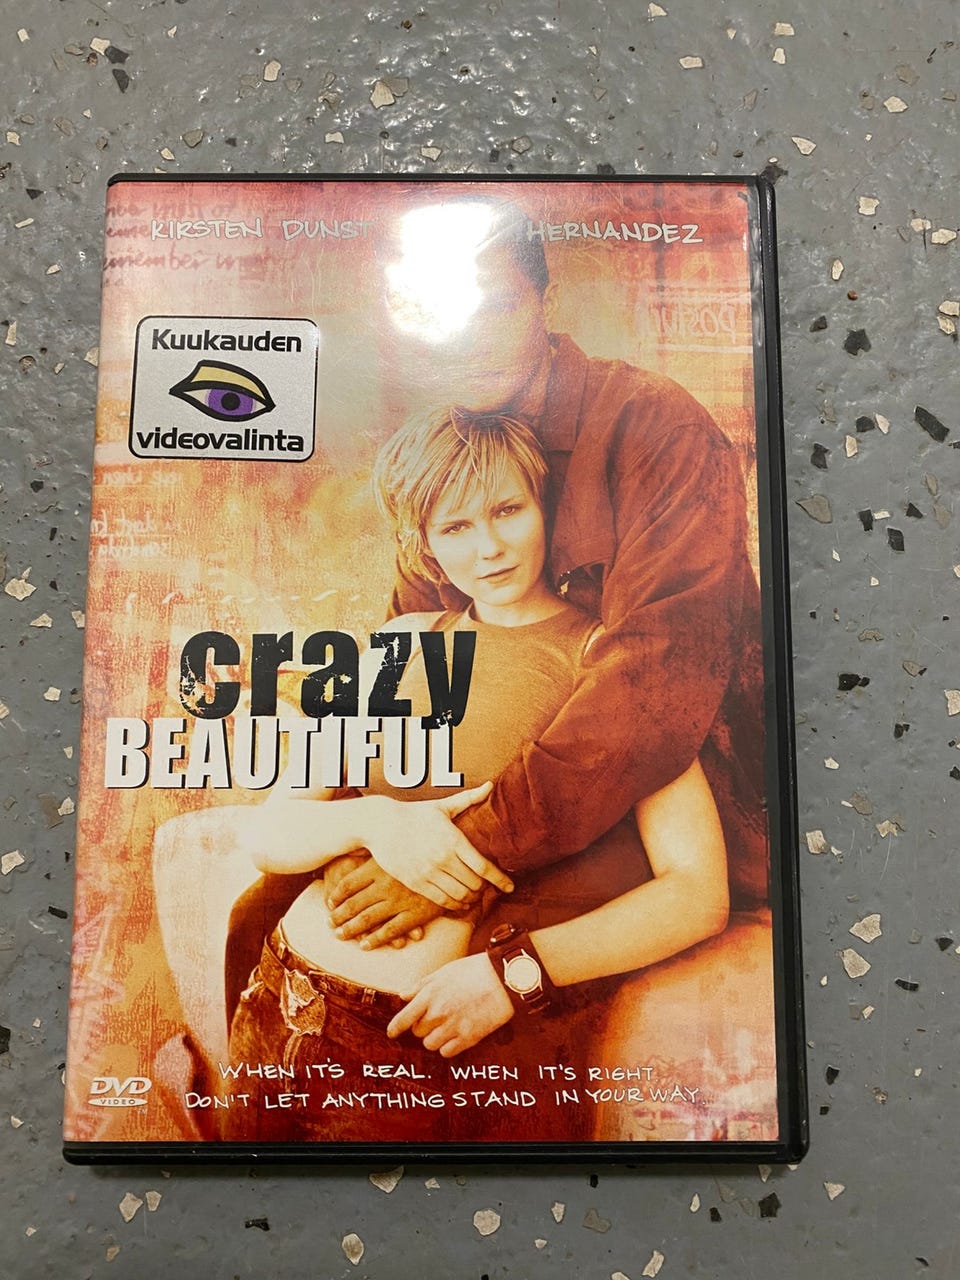 KIRSTEN DUNST HERNANDEZ
Kuukauden
videovalinta
crazy
BEAUTIFUL
WHEN IT'S REAL. WHEN IT'S RIGHT.
DON'T LET ANYTHING STAND IN YOUR WAY.
DVD
VIDEO